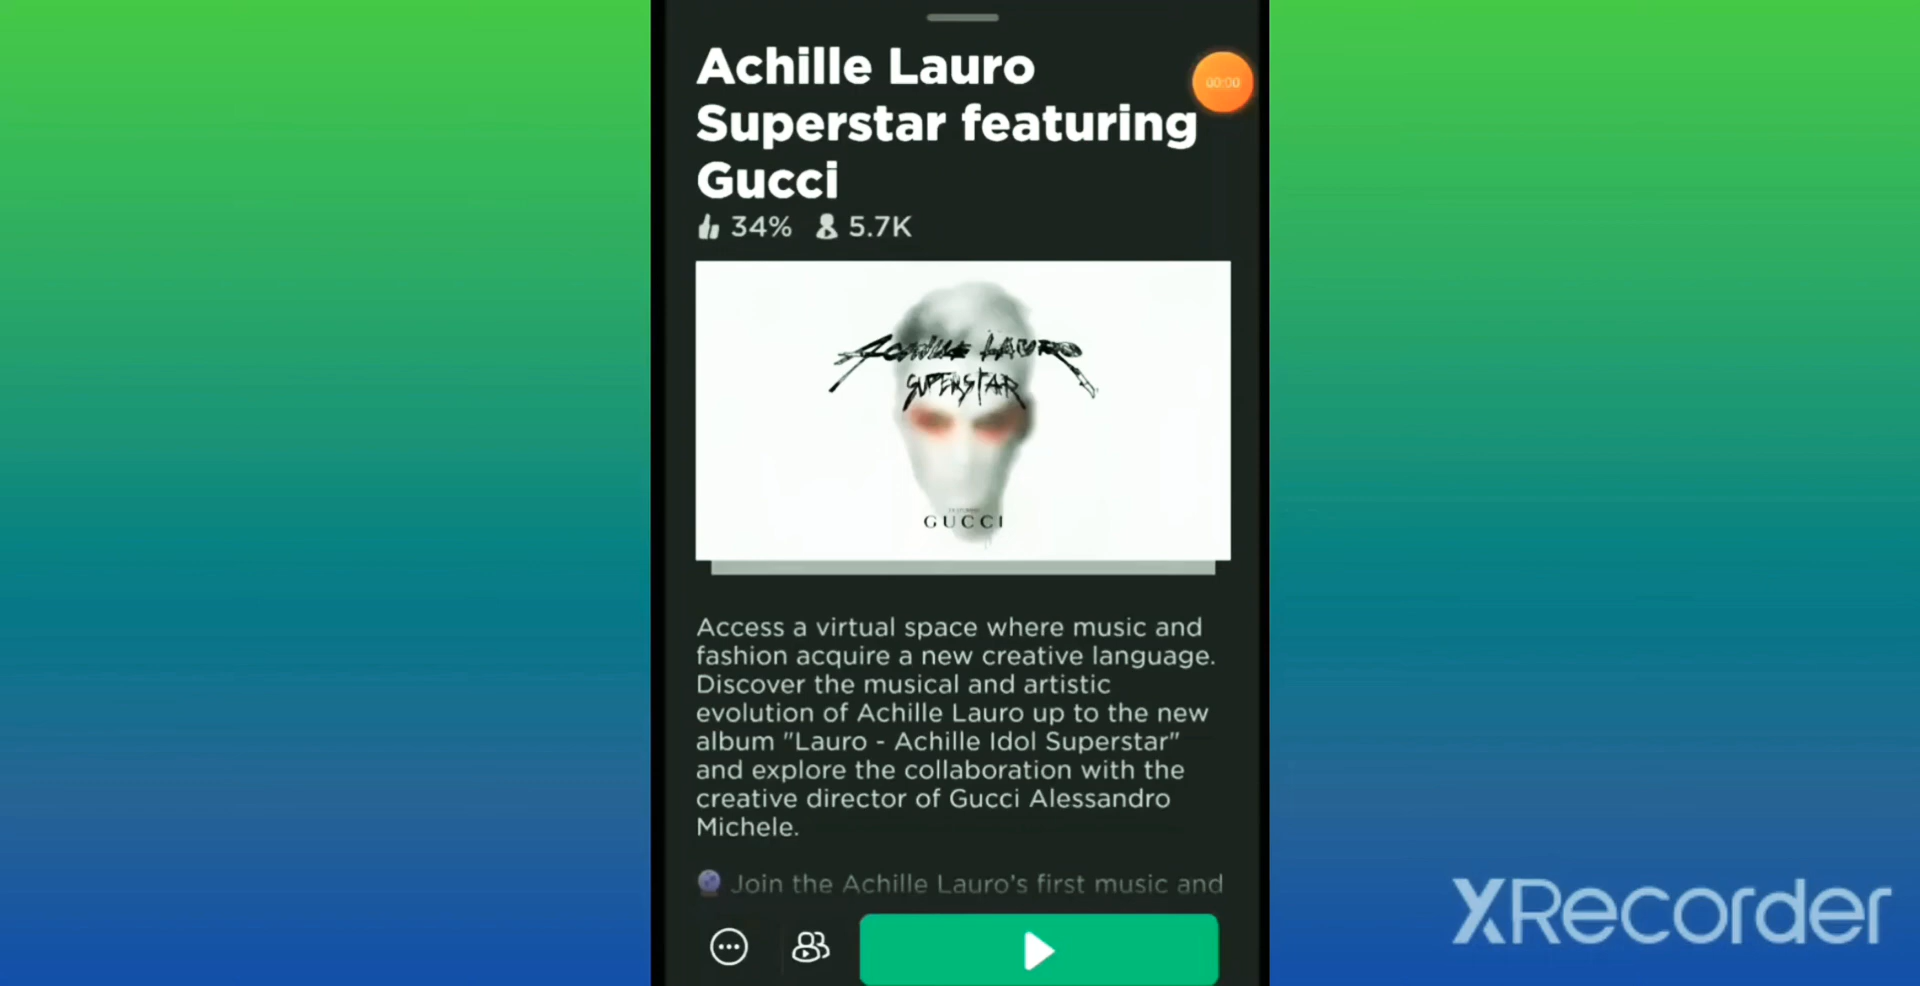 Achille Lauro
00:00
Superstar featuring
Gucci
34% 5.7K
ACHILLE LAURO
SUPERSTAR
GUCCI
Access a virtual space where music and
fashion acquire a new creative language.
Discover the musical and artistic
evolution of Achille Lauro up to the new
album "Lauro - Achille Idol Superstar"
and explore the collaboration with the
creative director of Gucci Alessandro
Michele.
Join the Achille Lauro's first music and
XRecorder